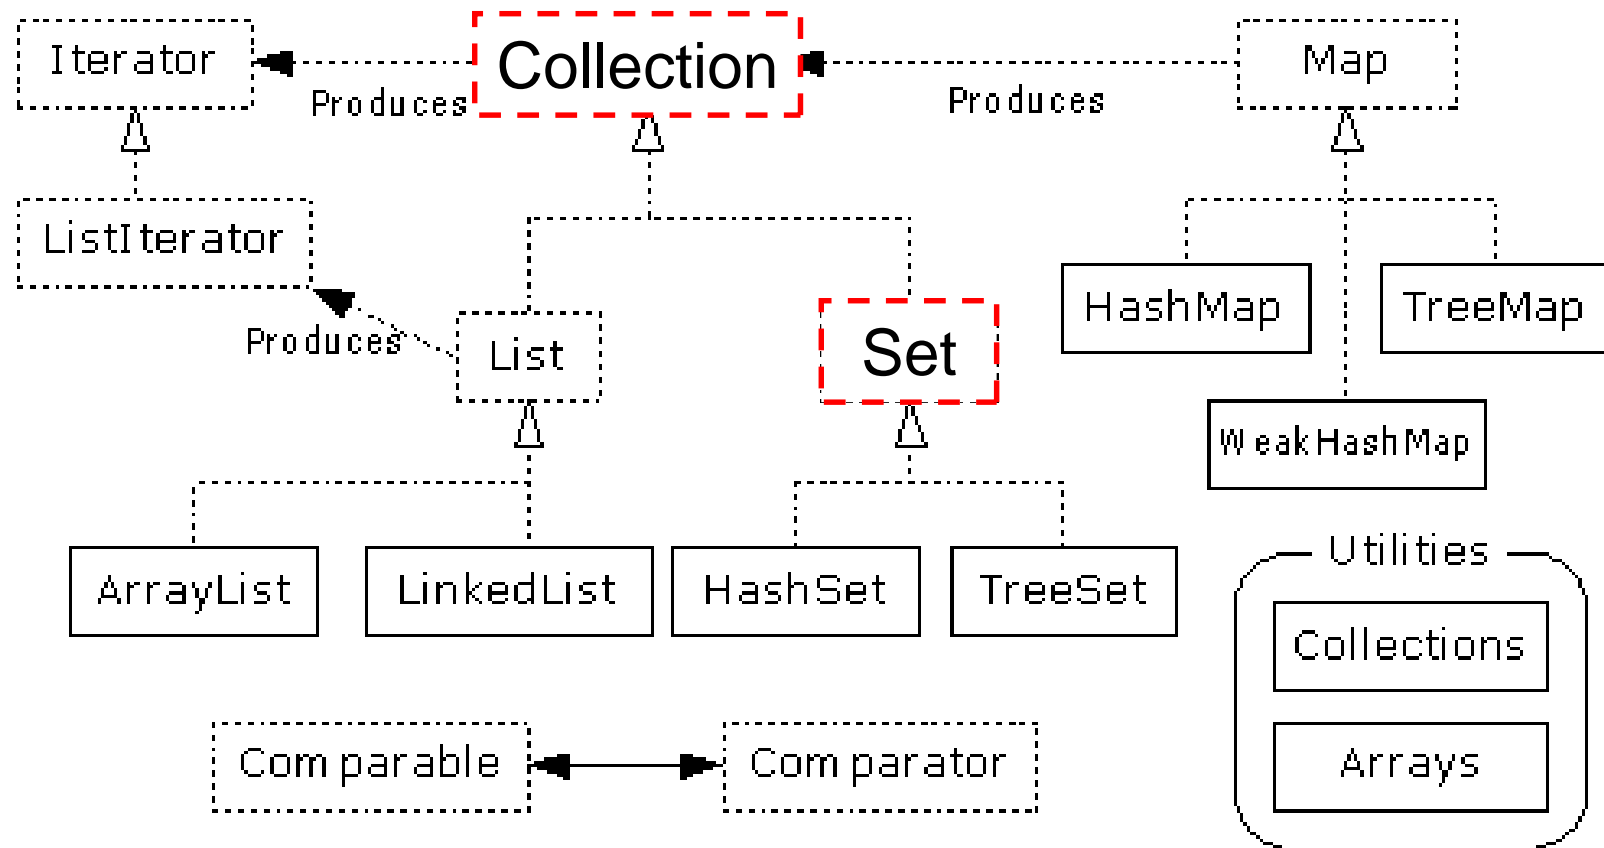 Iterator
Collection
Map
Produces
Produces
ListIterator
Produces
List
Set
HashMap
TreeMap
WeakHashMap
ArrayList
LinkedList
HashSet
TreeSet
Utilities
Collections
Arrays
Comparable
Comparator